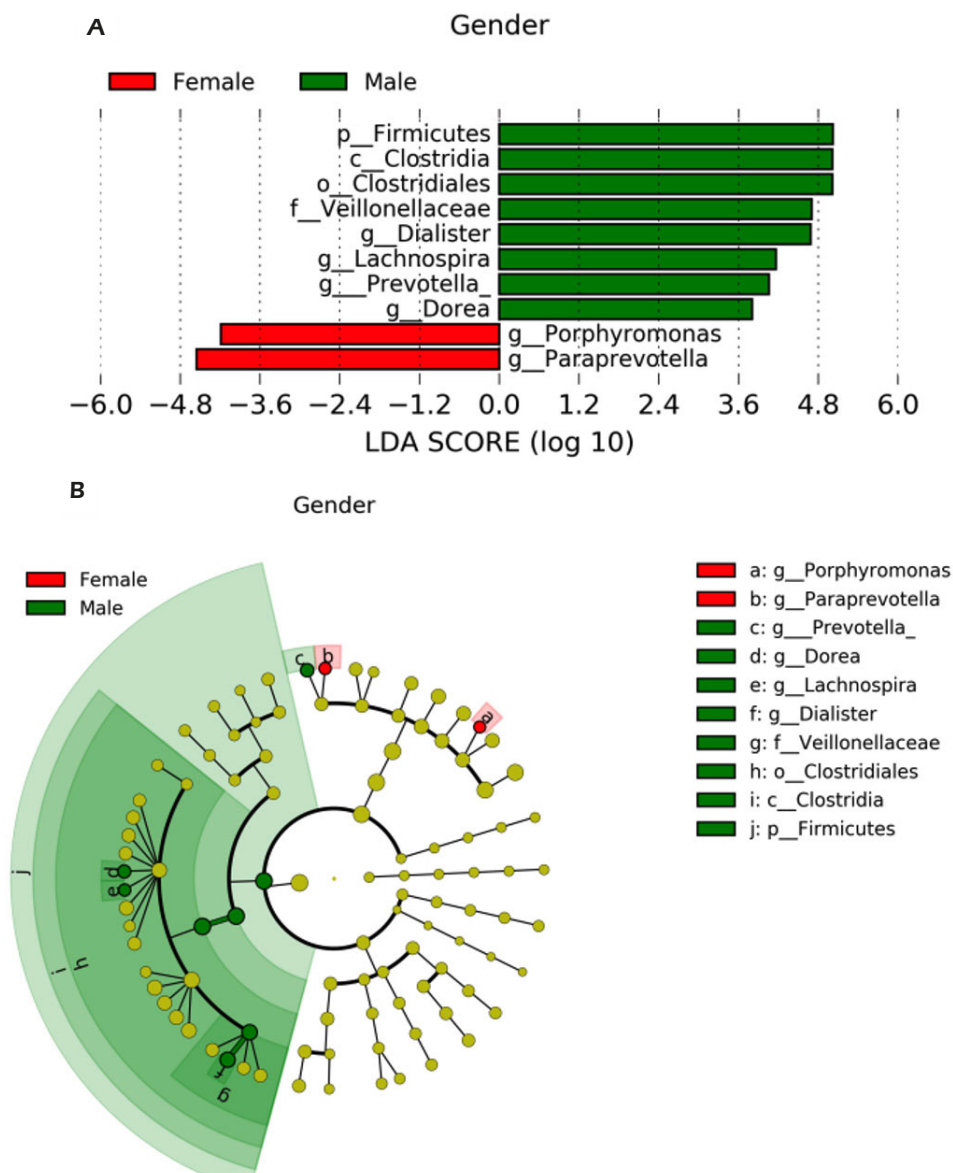 A
Gender
Female Male
p__Firmicutes
c__Clostridia
o__Clostridiales
f__Veillonellaceae
g__Dialister
g__Lachnospira
g___Prevotella_
g__Dorea
g__Porphyromonas
g__Paraprevotella
−6.0 −4.8 −3.6 −2.4 −1.2 0.0 1.2 2.4 3.6 4.8 6.0
LDA SCORE (log 10)
B
Gender
Female
Male
a: g__Porphyromonas
b: g__Paraprevotella
c: g___Prevotella_
d: g__Dorea
e: g__Lachnospira
f: g__Dialister
g: f__Veillonellaceae
h: o__Clostridiales
i: c__Clostridia
j: p__Firmicutes
c b
a
d
e
j
i h
f
g